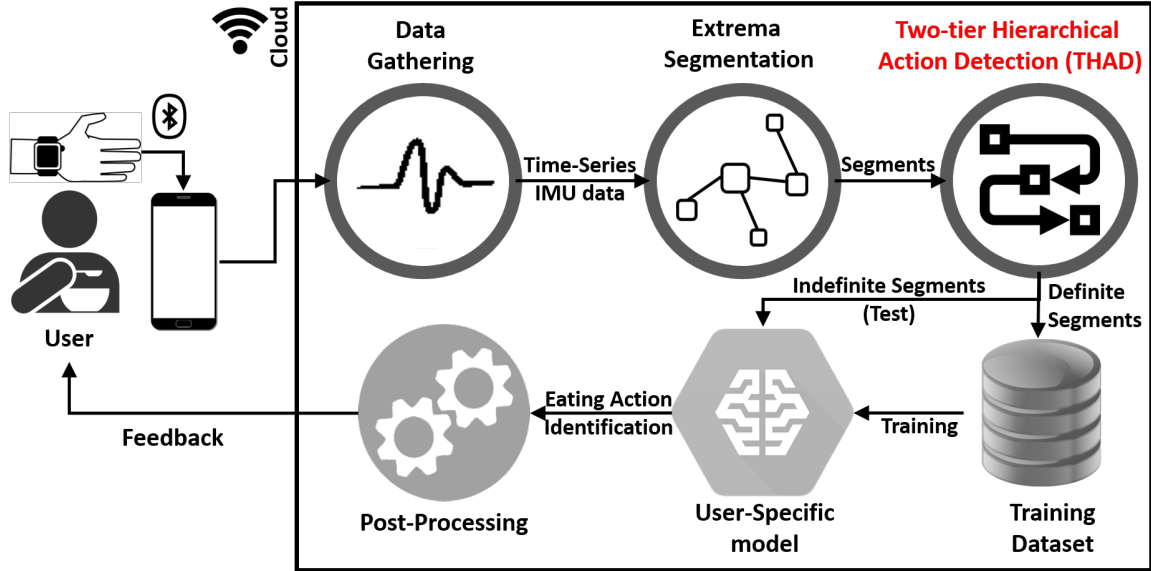 Cloud
Data
Gathering
Extrema
Segmentation
Two-tier Hierarchical
Action Detection (THAD)
Time-Series
IMU data
Segments
User
Indefinite Segments
(Test)
Definite
Segments
Feedback
Eating Action
Identification
Training
Post-Processing
User-Specific
model
Training
Dataset